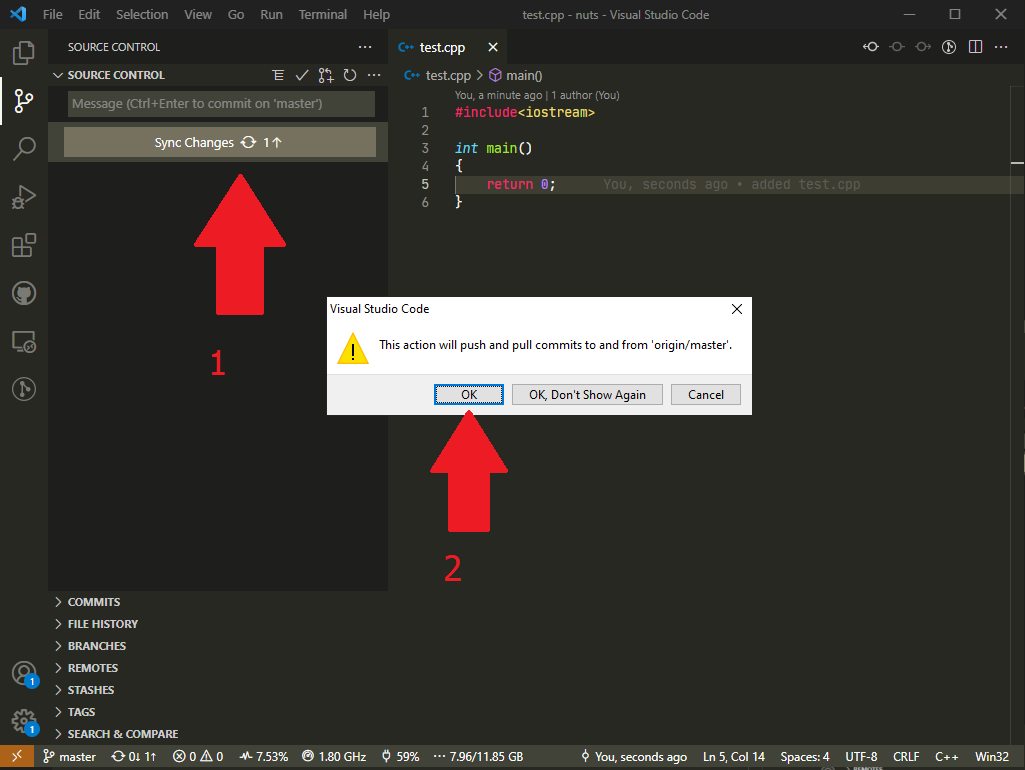 File Edit Selection View Go Run Terminal Help test.cpp - nuts - Visual Studio Code
SOURCE CONTROL
test.cpp
SOURCE CONTROL
test.cpp > main()
Message (Ctrl+Enter to commit on 'master')
You, a minute ago | 1 author (You)
1 #include<iostream>
2
Sync Changes 1↑
3 int main()
4 {
5 return 0; You, seconds ago • added test.cpp
6 }
1
Visual Studio Code
This action will push and pull commits to and from 'origin/master'.
OK
OK, Don't Show Again
Cancel
2
COMMITS
FILE HISTORY
BRANCHES
REMOTES
STASHES
TAGS
SEARCH & COMPARE
1
1
master 0↓ 1↑ 0 0 7.53% 1.80 GHz 59% 7.96/11.85 GB You, seconds ago Ln 5, Col 14 Spaces: 4 UTF-8 CRLF C++ Win32